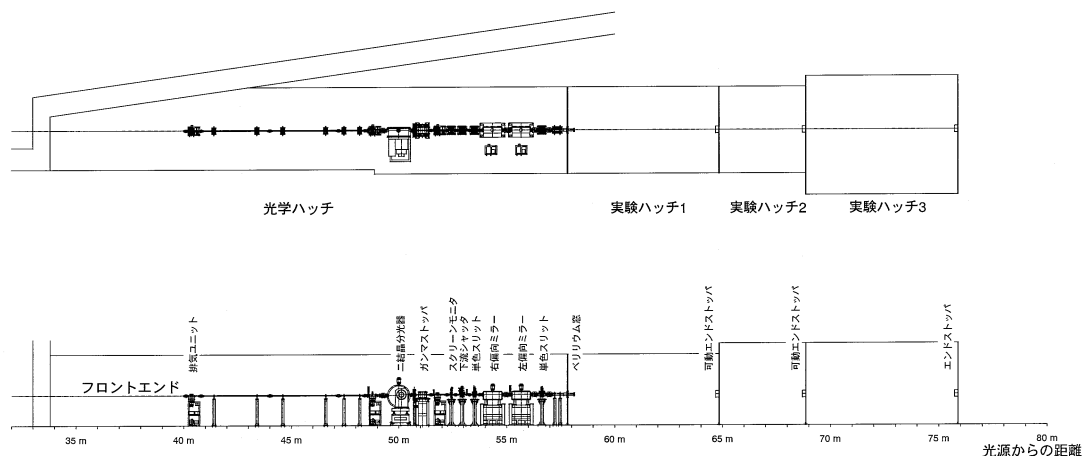 光学ハッチ
実験ハッチ1
実験ハッチ2
実験ハッチ3
排気ユニット
二結晶分光器
ガンマストッパ
スクリーンモニタ
下流シャッタ
単色スリット
右偏向ミラー
左偏向ミラー
単色スリット
ベリリウム窓
可動エンドストッパ
可動エンドストッパ
エンドストッパ
フロントエンド
35 m
40 m
45 m
50 m
55 m
60 m
65 m
70 m
75 m
80 m
光源からの距離